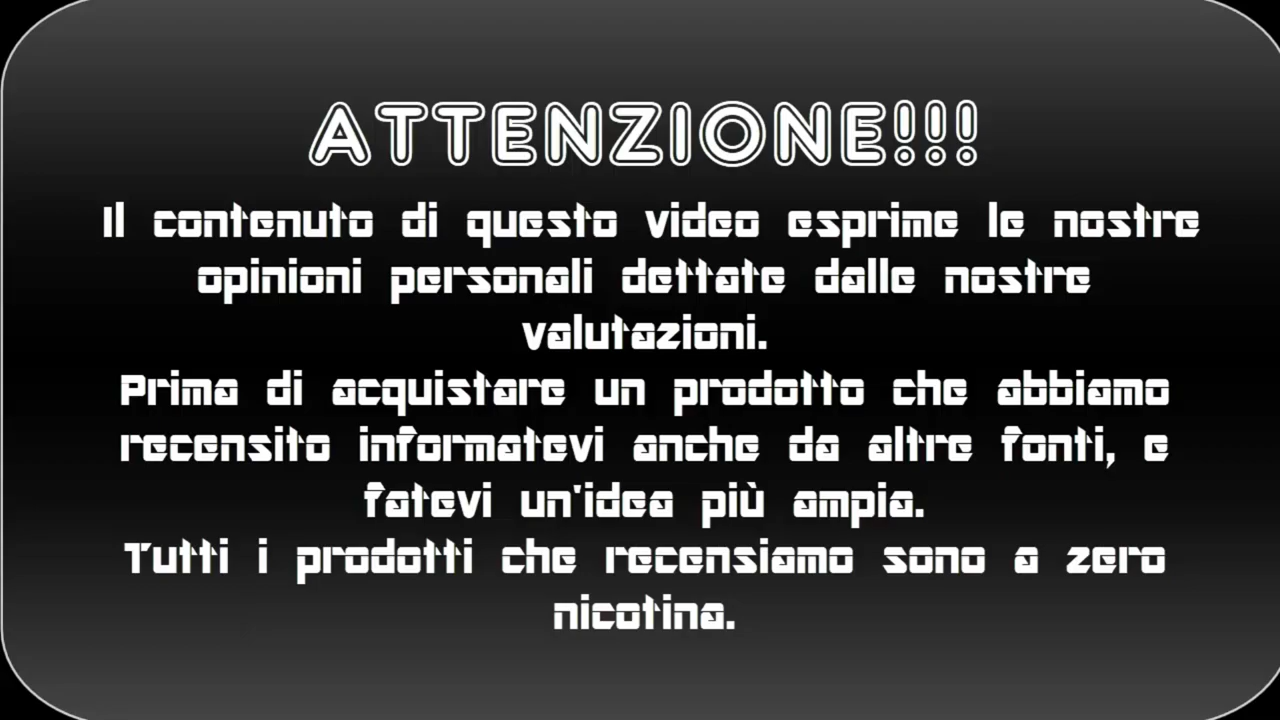 ATTENZIONE!!!
Il contenuto di questo video esprime le nostre
opinioni personali dettate dalle nostre
valutazioni.
Prima di acquistare un prodotto che abbiamo
recensito informatevi anche da altre fonti, e
fatevi un'idea più ampia.
Tutti i prodotti che recensiamo sono a zero
nicotina.